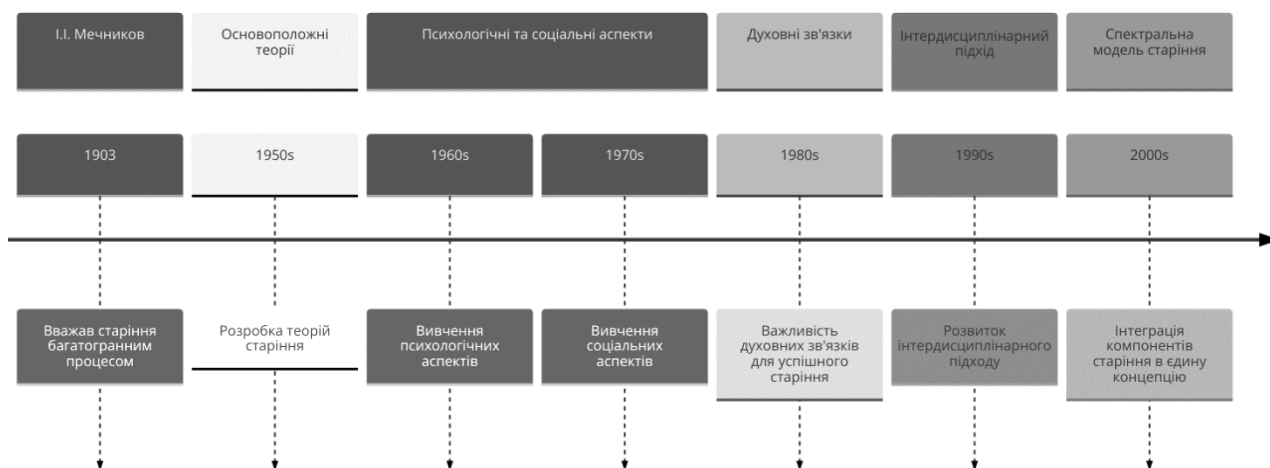 І.І. Мечников
Основоположні
теорії
Психологічні та соціальні аспекти
Духовні зв'язки
Інтердисциплінарний
підхід
Спектральна
модель старіння
1903
1950s
1960s
1970s
1980s
1990s
2000s
Вважав старіння
багатогранним
процесом
Розробка теорій
старіння
Вивчення
психологічних
аспектів
Вивчення
соціальних
аспектів
Важливість
духовних зв'язків
для успішного
старіння
Розвиток
інтердисциплінарного
підходу
Інтеграція
компонентів
старіння в єдину
концепцію